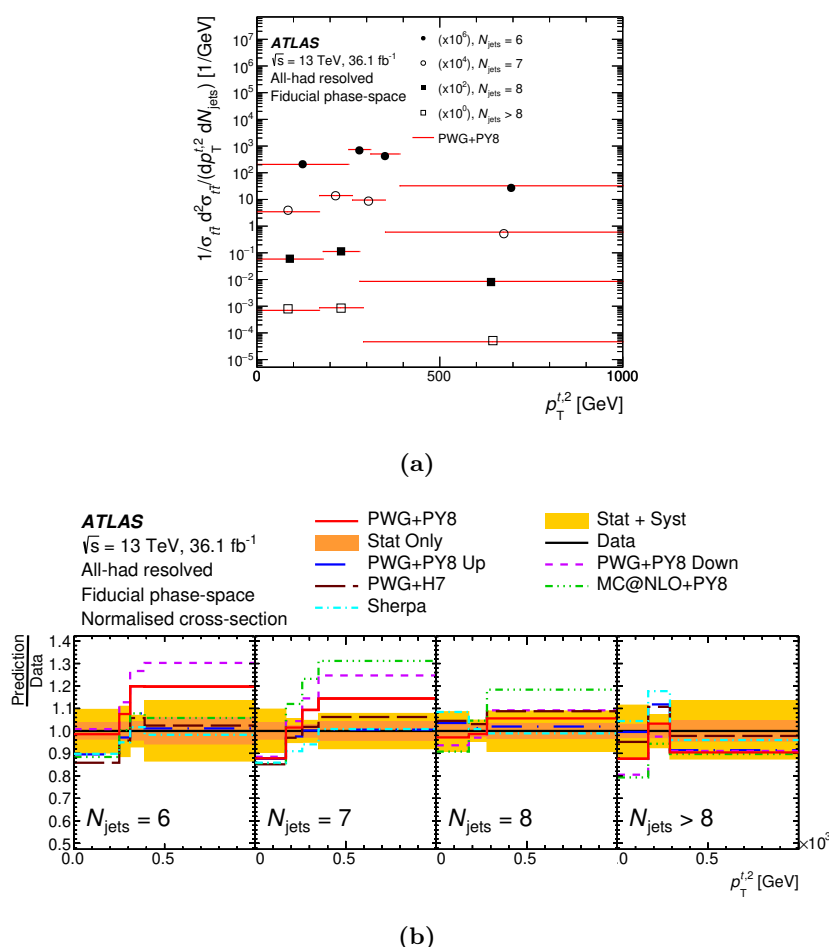 ATLAS
√s = 13 TeV, 36.1 fb⁻¹
All-had resolved
Fiducial phase-space
(x10⁶), N_jets = 6
(x10⁴), N_jets = 7
(x10²), N_jets = 8
(x10⁰), N_jets > 8
PWG+PY8
1/σ_tt̄ d²σ_tt̄/(dp_T^t,2 dN_jets) [1/GeV]
10⁷
10⁶
10⁵
10⁴
10³
10²
10
1
10⁻¹
10⁻²
10⁻³
10⁻⁴
10⁻⁵
0 500 1000
p_T^t,2 [GeV]
(a)
ATLAS
√s = 13 TeV, 36.1 fb⁻¹
All-had resolved
Fiducial phase-space
Normalised cross-section
PWG+PY8
Stat Only
PWG+PY8 Up
PWG+H7
Sherpa
Stat + Syst
Data
PWG+PY8 Down
MC@NLO+PY8
Prediction
Data
1.4
1.3
1.2
1.1
1.0
0.9
0.8
0.7
0.6
0.5
N_jets = 6
N_jets = 7
N_jets = 8
N_jets > 8
0.0 0.5 0.5 0.5 0.5 ×10³
p_T^t,2 [GeV]
(b)